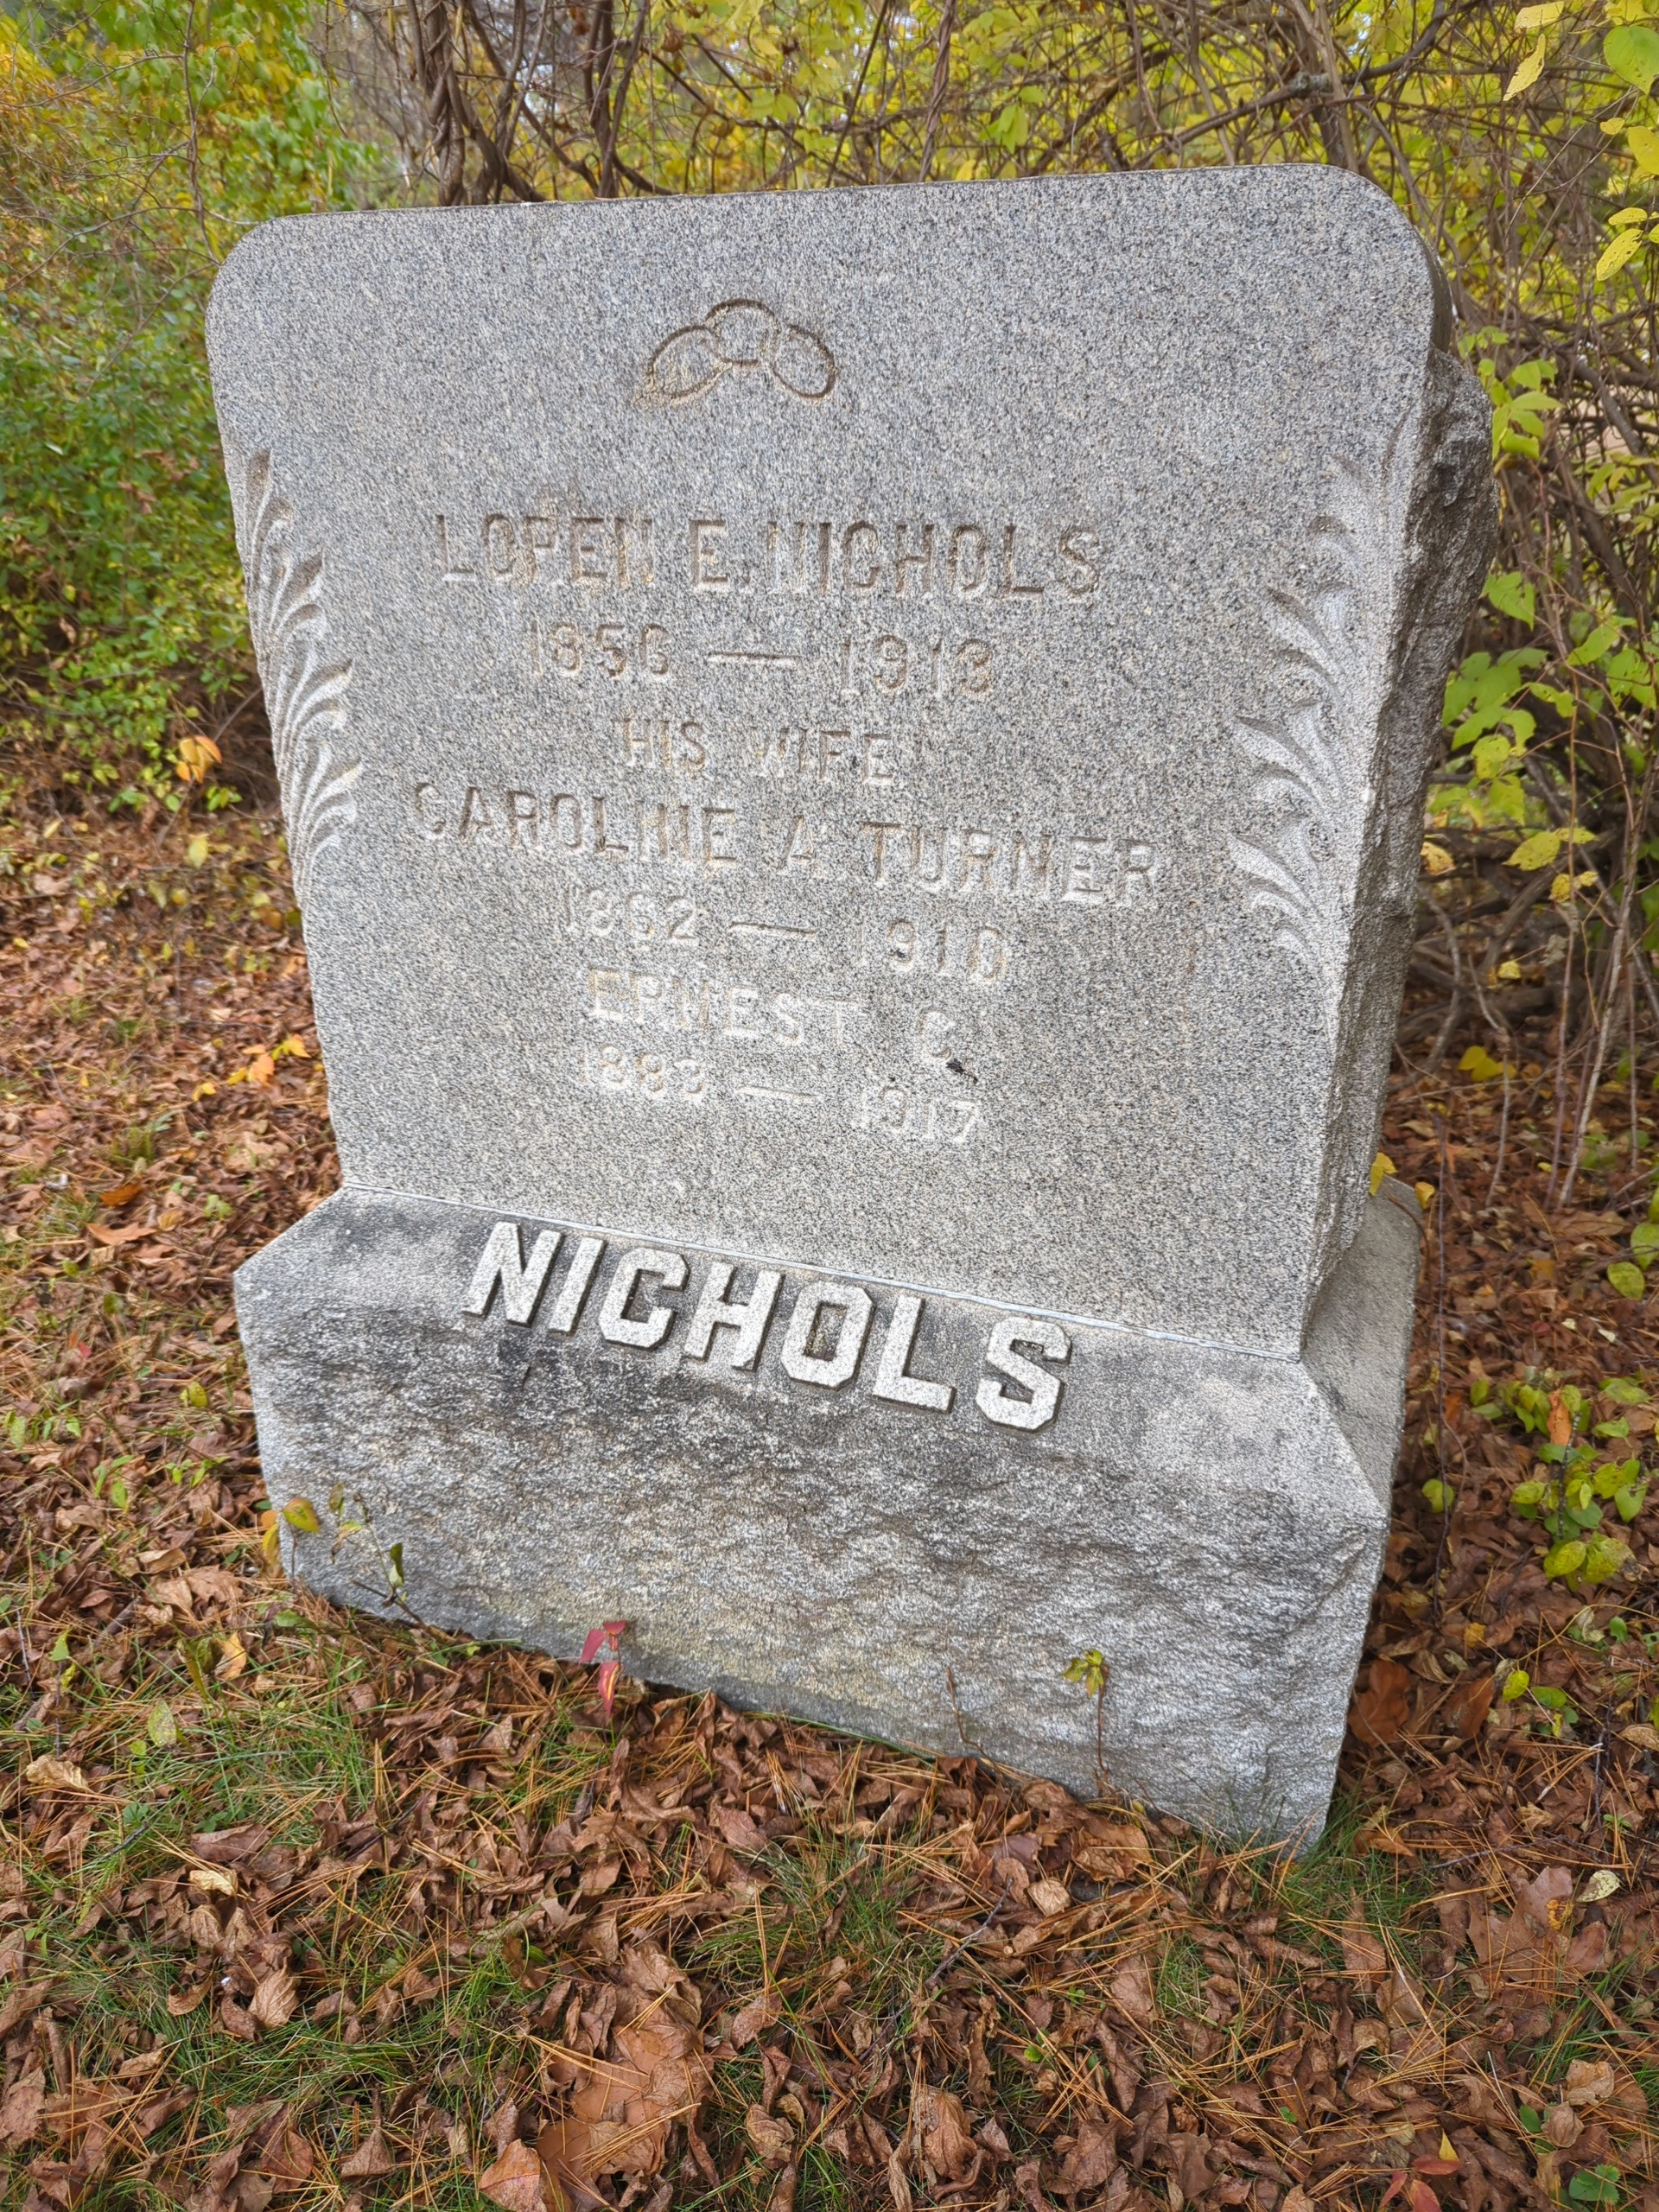 LOREN E. NICHOLS
1856 — 1913
HIS WIFE
CAROLINE A. TURNER
1862 — 1910
ERNEST C.
1883 — 1917
NICHOLS